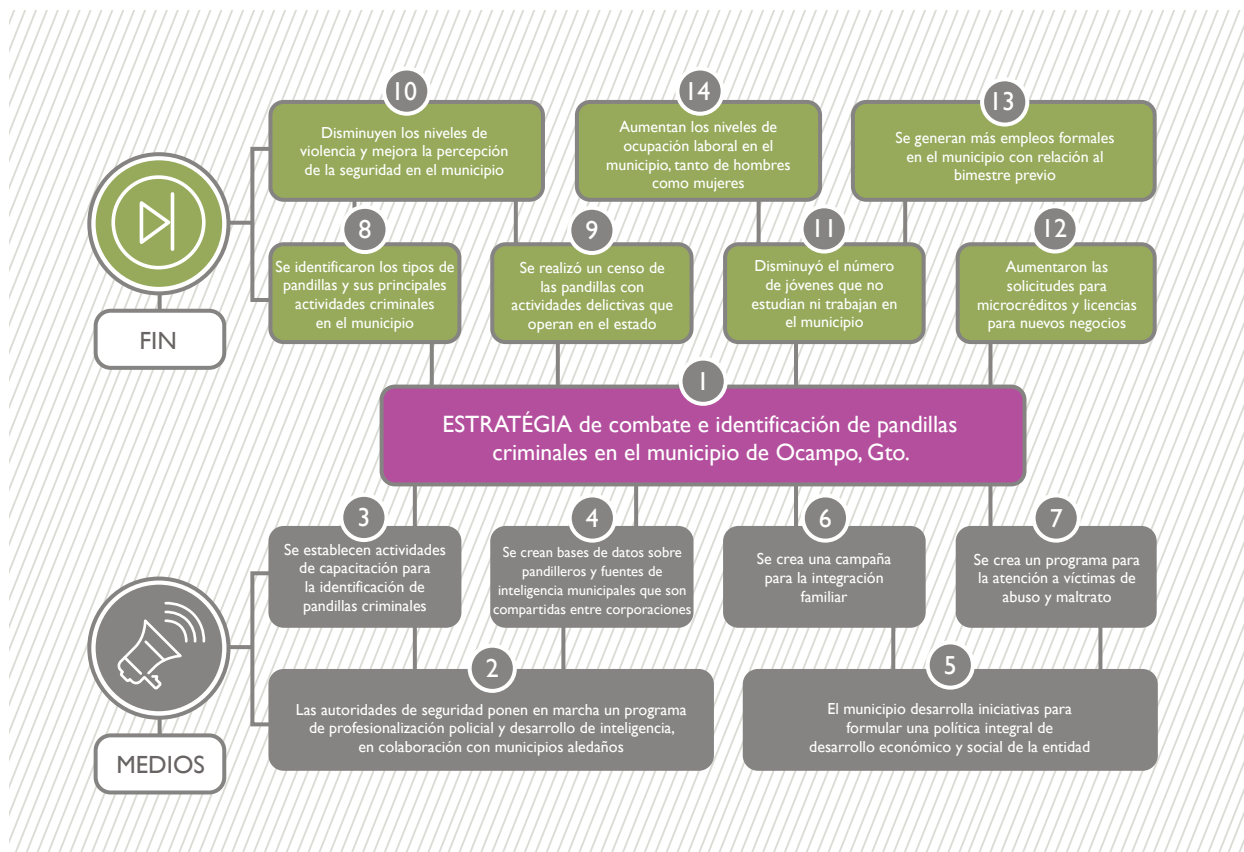 10
Disminuyen los niveles de
violencia y mejora la percepción
de la seguridad en el municipio
14
Aumentan los niveles de
ocupación laboral en el
municipio, tanto de hombres
como mujeres
13
Se generan más empleos formales
en el municipio con relación al
bimestre previo
8
Se identificaron los tipos de
pandillas y sus principales
actividades criminales
en el municipio
9
Se realizó un censo de
las pandillas con
actividades delictivas que
operan en el estado
11
Disminuyó el número
de jóvenes que no
estudian ni trabajan en
el municipio
12
Aumentaron las
solicitudes para
microcréditos y licencias
para nuevos negocios
FIN
1
ESTRATÉGIA de combate e identificación de pandillas
criminales en el municipio de Ocampo, Gto.
3
Se establecen actividades
de capacitación para
la identificación de
pandillas criminales
4
Se crean bases de datos sobre
pandilleros y fuentes de
inteligencia municipales que son
compartidas entre corporaciones
6
Se crea una campaña
para la integración
familiar
7
Se crea un programa para
la atención a víctimas de
abuso y maltrato
2
Las autoridades de seguridad ponen en marcha un programa
de profesionalización policial y desarrollo de inteligencia,
en colaboración con municipios aledaños
5
El municipio desarrolla iniciativas para
formular una política integral de
desarrollo económico y social de la entidad
MEDIOS